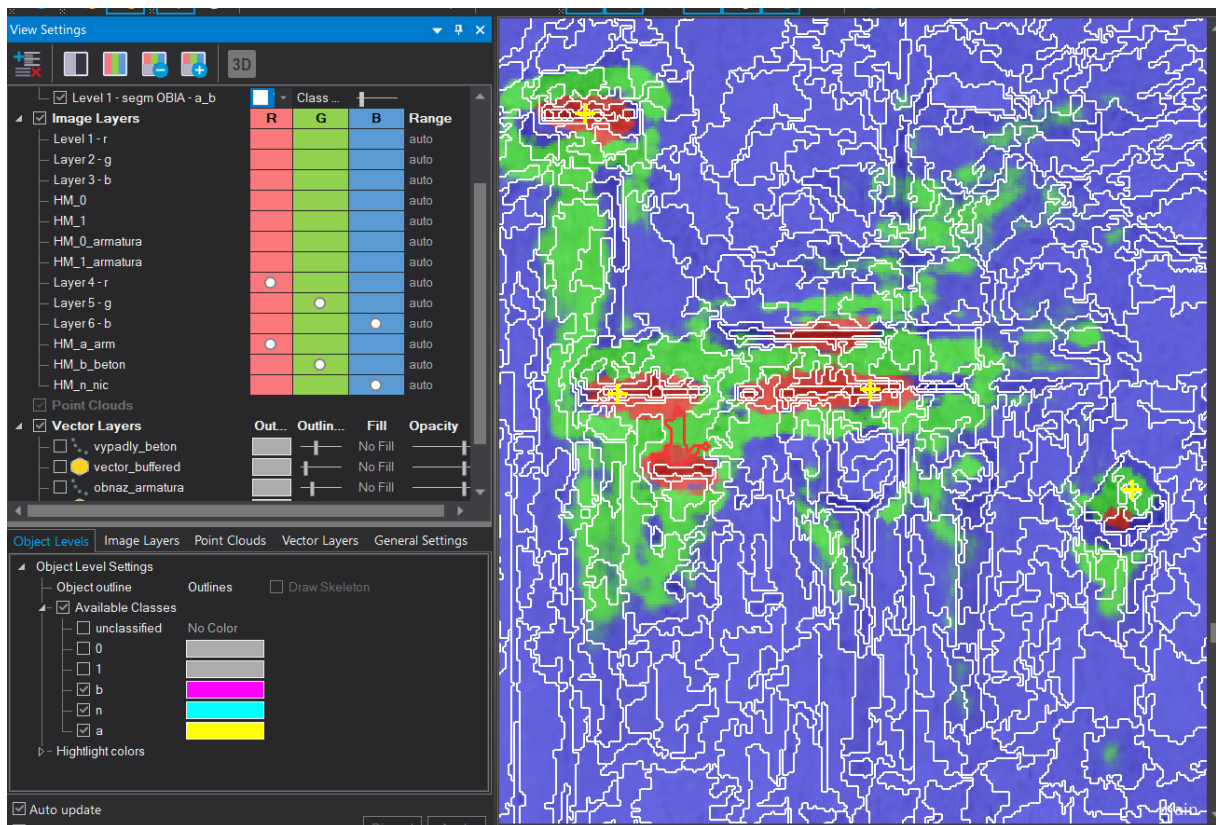 View Settings
3D
Level 1 - segm OBIA - a_b Class ...
Image Layers R G B Range
Level 1 - r auto
Layer 2 - g auto
Layer 3 - b auto
HM_0 auto
HM_1 auto
HM_0_armatura auto
HM_1_armatura auto
Layer 4 - r auto
Layer 5 - g auto
Layer 6 - b auto
HM_a_arm auto
HM_b_beton auto
HM_n_nic auto
Point Clouds
Vector Layers Out... Outlin... Fill Opacity
vypadly_beton No Fill
vector_buffered No Fill
obnaz_armatura No Fill
Object Levels Image Layers Point Clouds Vector Layers General Settings
Object Level Settings
Object outline Outlines Draw Skeleton
Available Classes
unclassified No Color
0
1
b
n
a
Hightlight colors
Auto update
main